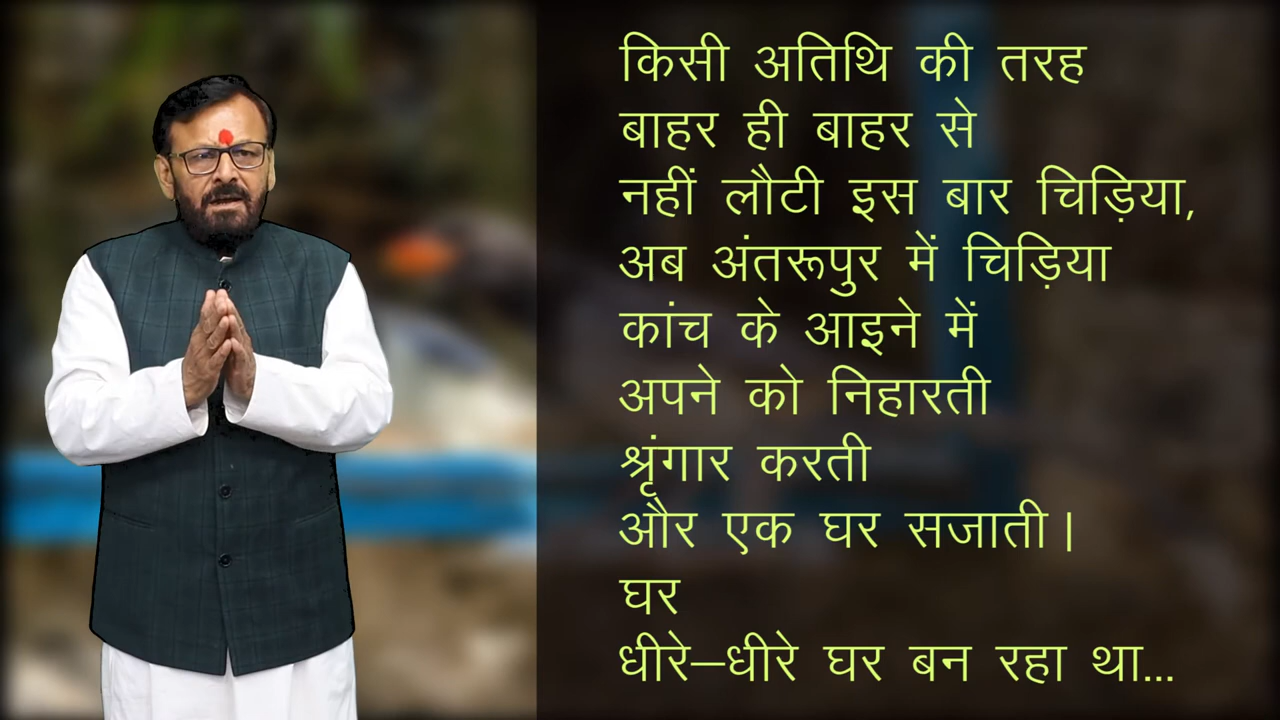 किसी अतिथि की तरह
बाहर ही बाहर से
नहीं लौटी इस बार चिड़िया,
अब अंतरूपुर में चिड़िया
कांच के आइने में
अपने को निहारती
श्रृंगार करती
और एक घर सजाती।
घर
धीरे–धीरे घर बन रहा था...